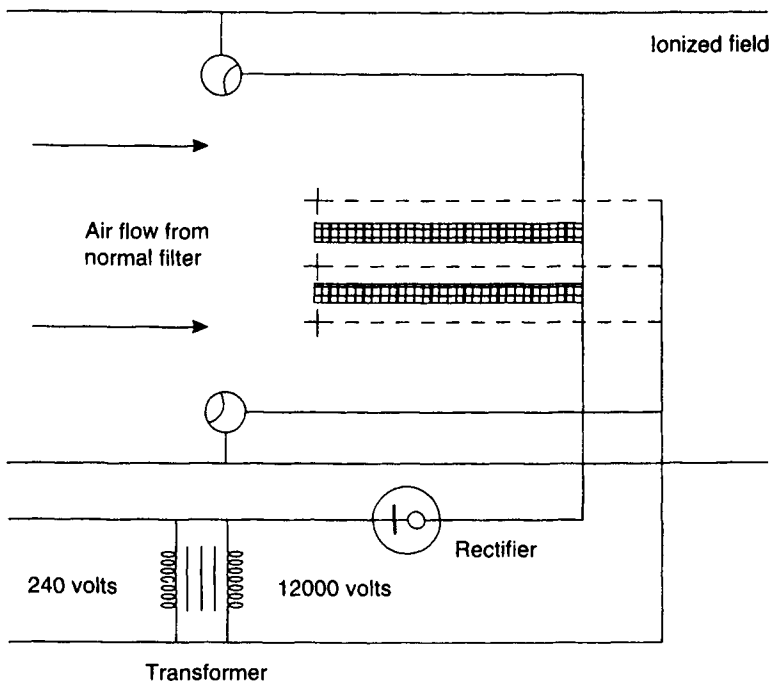 Ionized field
Air flow from
normal filter
Rectifier
240 volts
12000 volts
Transformer